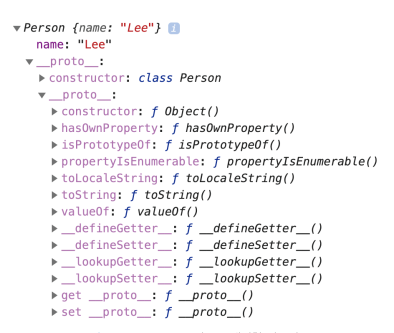 Person {name: "Lee"} i
name: "Lee"
__proto__:
constructor: class Person
__proto__:
constructor: ƒ Object()
hasOwnProperty: ƒ hasOwnProperty()
isPrototypeOf: ƒ isPrototypeOf()
propertyIsEnumerable: ƒ propertyIsEnumerable()
toLocaleString: ƒ toLocaleString()
toString: ƒ toString()
valueOf: ƒ valueOf()
__defineGetter__: ƒ __defineGetter__()
__defineSetter__: ƒ __defineSetter__()
__lookupGetter__: ƒ __lookupGetter__()
__lookupSetter__: ƒ __lookupSetter__()
get __proto__: ƒ __proto__()
set __proto__: ƒ __proto__()